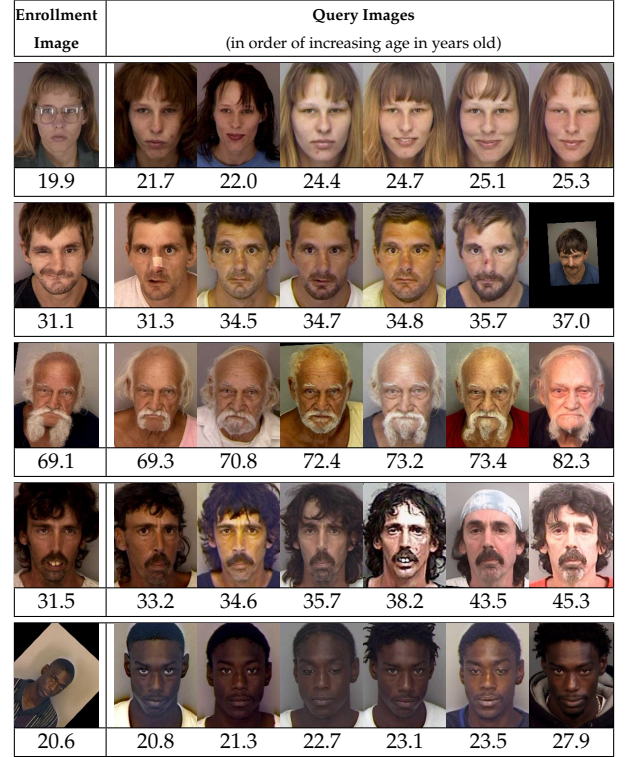 Enrollment Query Images
Image (in order of increasing age in years old)
19.9 21.7 22.0 24.4 24.7 25.1 25.3
31.1 31.3 34.5 34.7 34.8 35.7 37.0
69.1 69.3 70.8 72.4 73.2 73.4 82.3
31.5 33.2 34.6 35.7 38.2 43.5 45.3
20.6 20.8 21.3 22.7 23.1 23.5 27.9